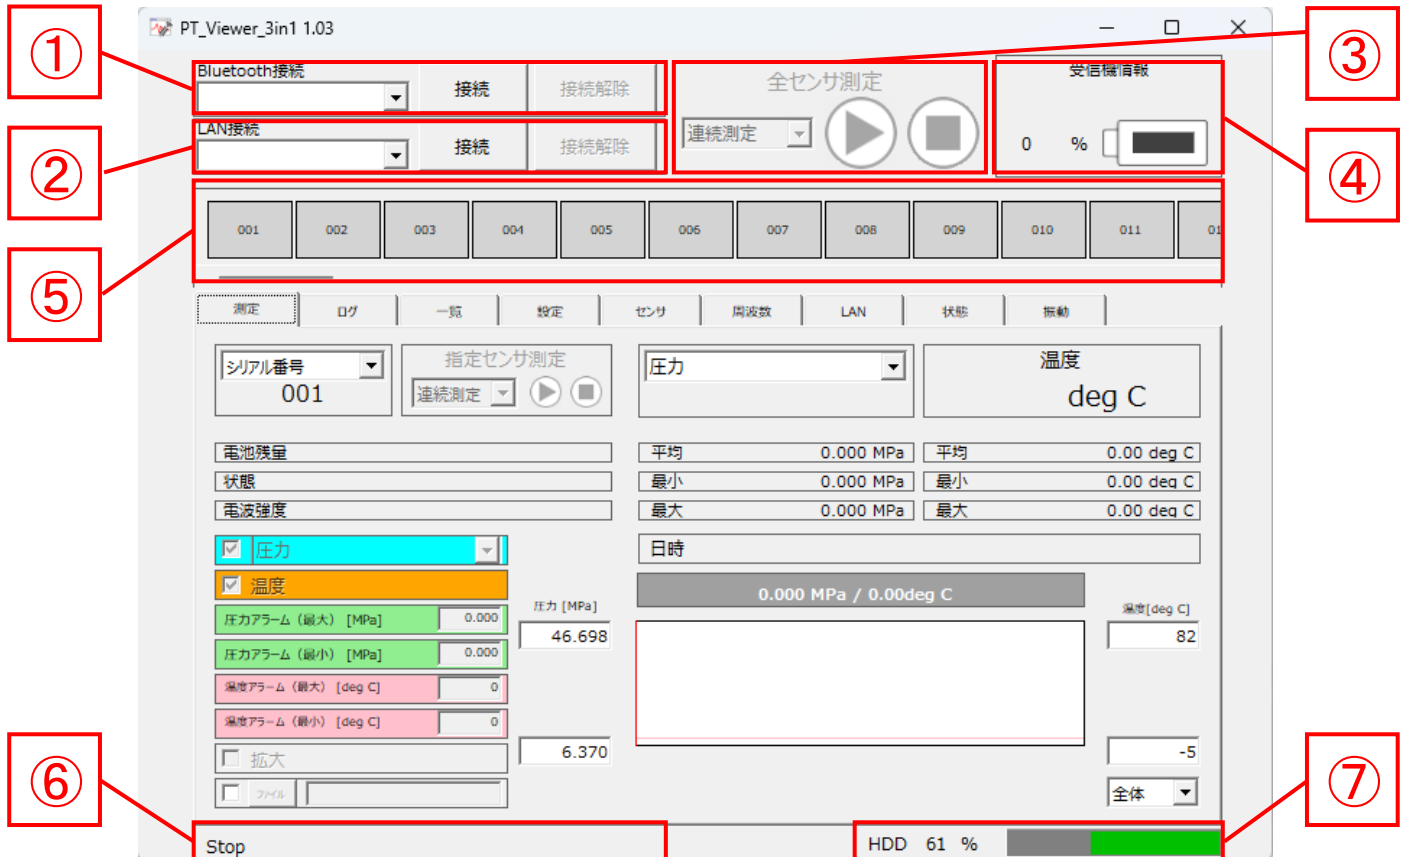 PT_Viewer_3in1 1.03
①
②
③
④
⑤
⑥
⑦
Bluetooth接続
接続
接続解除
LAN接続
接続
接続解除
全センサ測定
連続測定
受信機情報
0 %
001 002 003 004 005 006 007 008 009 010 011 01
測定 ログ 一覧 設定 センサ 周波数 LAN 状態 振動
シリアル番号
001
指定センサ測定
連続測定
圧力
温度
deg C
電池残量
状態
電波強度
平均 0.000 MPa
最小 0.000 MPa
最大 0.000 MPa
平均 0.00 deg C
最小 0.00 deg C
最大 0.00 deg C
日時
圧力
温度
圧力アラーム（最大） [MPa] 0.000
圧力アラーム（最小） [MPa] 0.000
温度アラーム（最大） [deg C] 0
温度アラーム（最小） [deg C] 0
拡大
ファイル
圧力 [MPa]
46.698
6.370
0.000 MPa / 0.00deg C
温度[deg C]
82
-5
全体
Stop
HDD 61 %